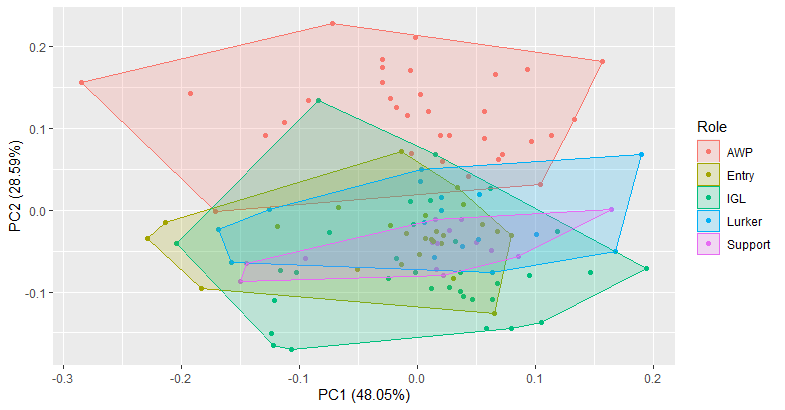 0.2
0.1
0.0
-0.1
PC2 (28.59%)
-0.3
-0.2
-0.1
0.0
0.1
0.2
PC1 (48.05%)
Role
AWP
Entry
IGL
Lurker
Support